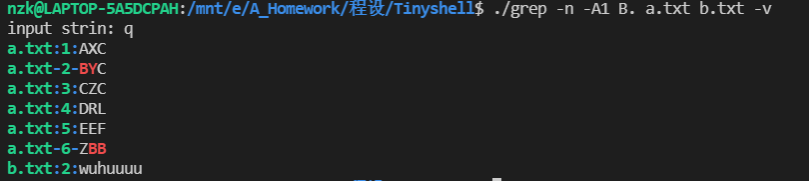 nzk@LAPTOP-5A5DCPAH:/mnt/e/A_Homework/程设/Tinyshell$ ./grep -n -A1 B. a.txt b.txt -v
input strin: q
a.txt:1:AXC
a.txt-2-BYC
a.txt:3:CZC
a.txt:4:DRL
a.txt:5:EEF
a.txt-6-ZBB
b.txt:2:wuhuuuu